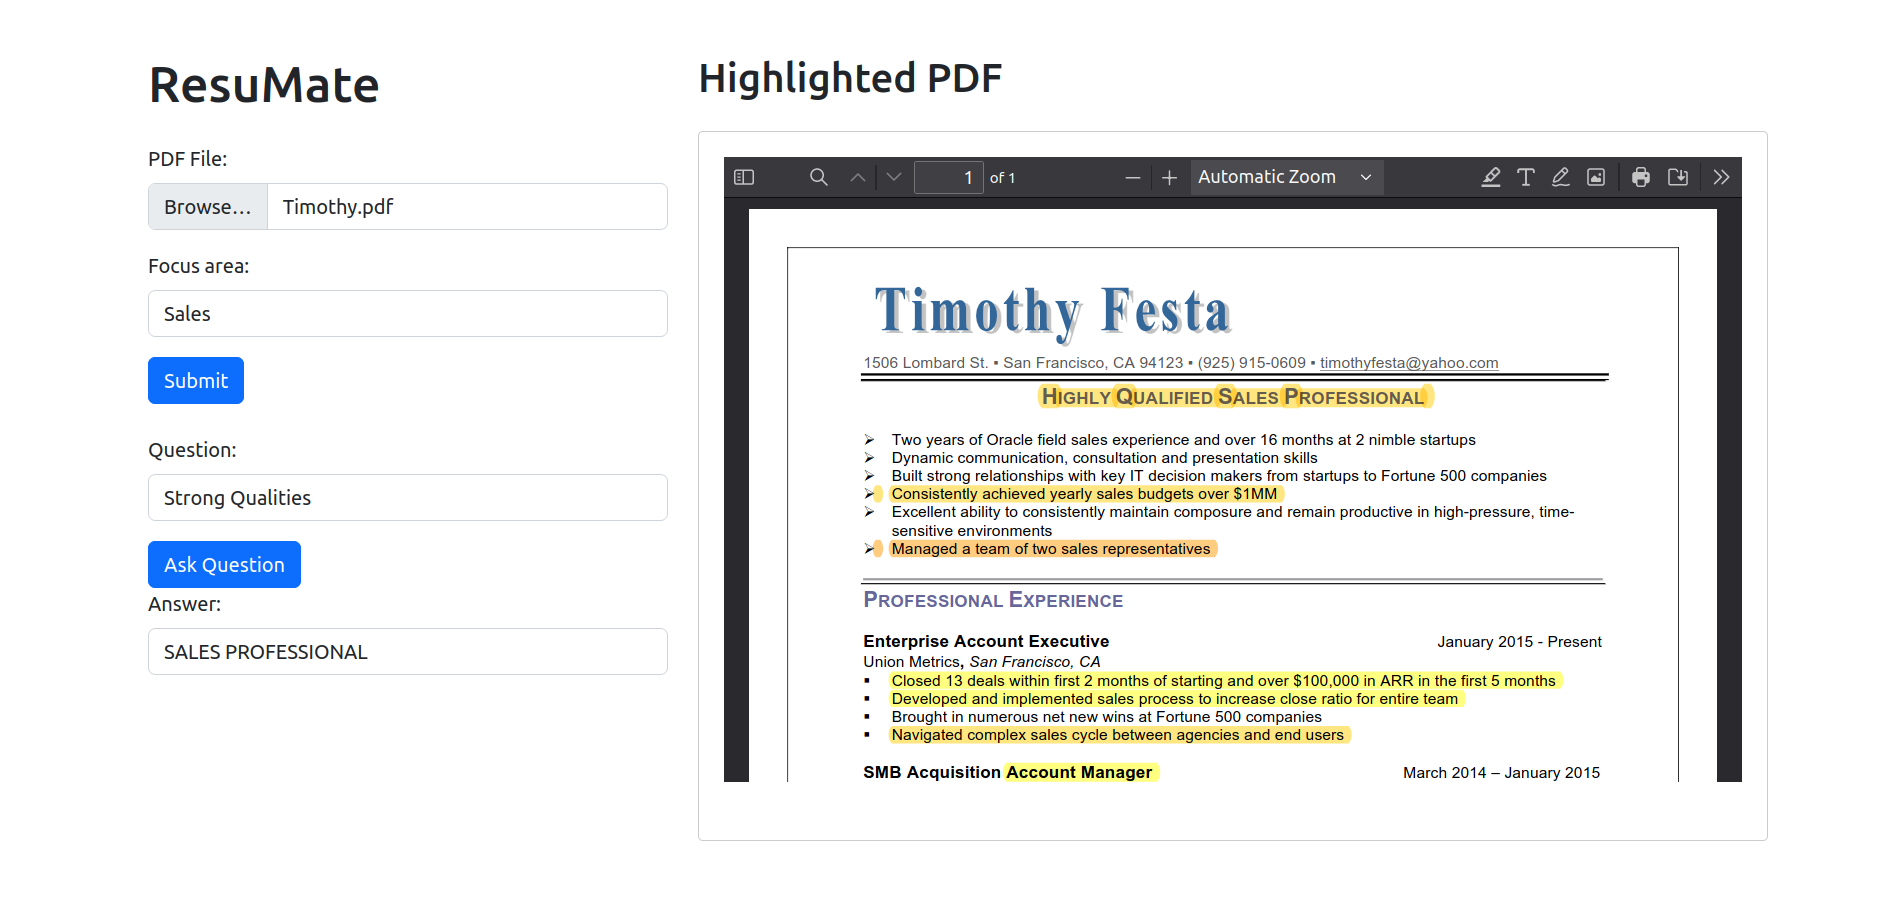 ResuMate
PDF File:
Browse... Timothy.pdf
Focus area:
Sales
Submit
Question:
Strong Qualities
Ask Question
Answer:
SALES PROFESSIONAL
Highlighted PDF
1 of 1 Automatic Zoom
Timothy Festa
1506 Lombard St. ▪ San Francisco, CA 94123 ▪ (925) 915-0609 ▪ timothyfesta@yahoo.com
HIGHLY QUALIFIED SALES PROFESSIONAL
➢ Two years of Oracle field sales experience and over 16 months at 2 nimble startups
➢ Dynamic communication, consultation and presentation skills
➢ Built strong relationships with key IT decision makers from startups to Fortune 500 companies
➢ Consistently achieved yearly sales budgets over $1MM
➢ Excellent ability to consistently maintain composure and remain productive in high-pressure, time-
sensitive environments
➢ Managed a team of two sales representatives
PROFESSIONAL EXPERIENCE
Enterprise Account Executive January 2015 - Present
Union Metrics, San Francisco, CA
▪ Closed 13 deals within first 2 months of starting and over $100,000 in ARR in the first 5 months
▪ Developed and implemented sales process to increase close ratio for entire team
▪ Brought in numerous net new wins at Fortune 500 companies
▪ Navigated complex sales cycle between agencies and end users
SMB Acquisition Account Manager March 2014 – January 2015